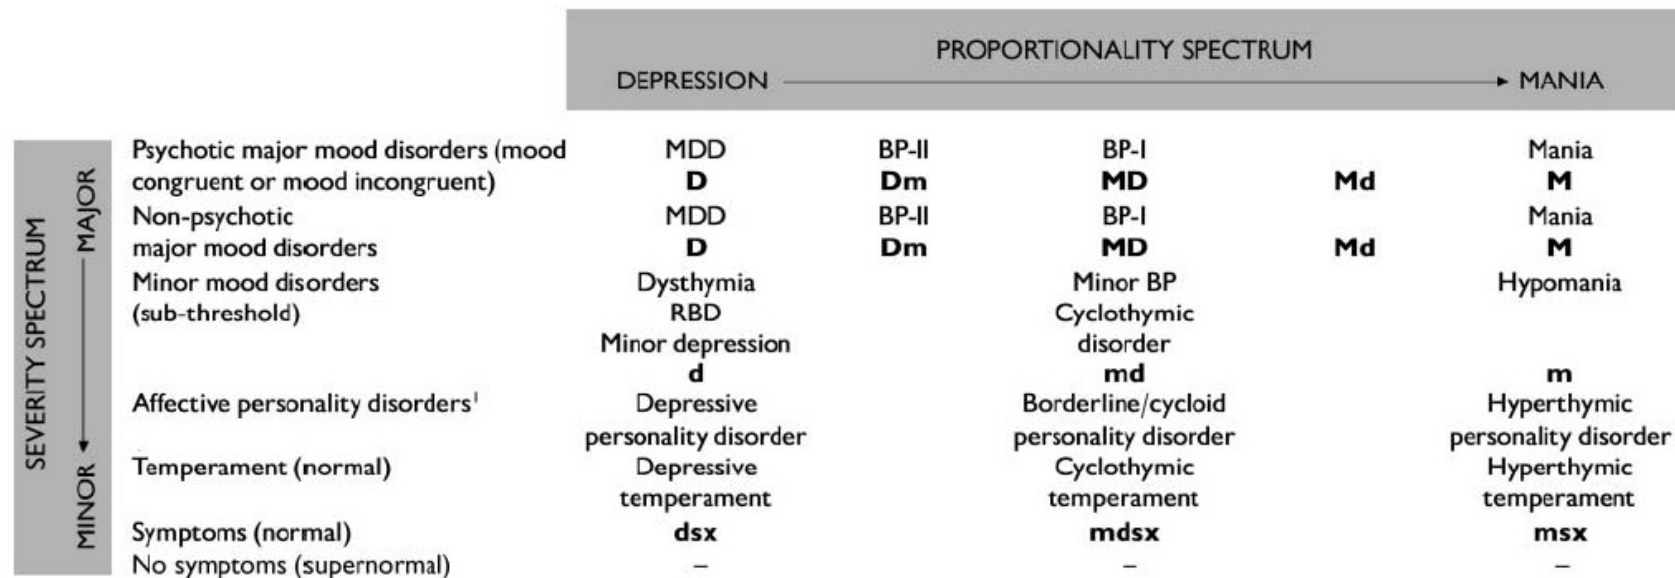 PROPORTIONALITY SPECTRUM
DEPRESSION MANIA
SEVERITY SPECTRUM
MAJOR
MINOR
Psychotic major mood disorders (mood MDD BP-II BP-I Mania
congruent or mood incongruent) D Dm MD Md M
Non-psychotic MDD BP-II BP-I Mania
major mood disorders D Dm MD Md M
Minor mood disorders Dysthymia Minor BP Hypomania
(sub-threshold) RBD Cyclothymic
Minor depression disorder
d md m
Affective personality disorders¹ Depressive Borderline/cycloid Hyperthymic
personality disorder personality disorder personality disorder
Temperament (normal) Depressive Cyclothymic Hyperthymic
temperament temperament temperament
Symptoms (normal) dsx mdsx msx
No symptoms (supernormal) – – –